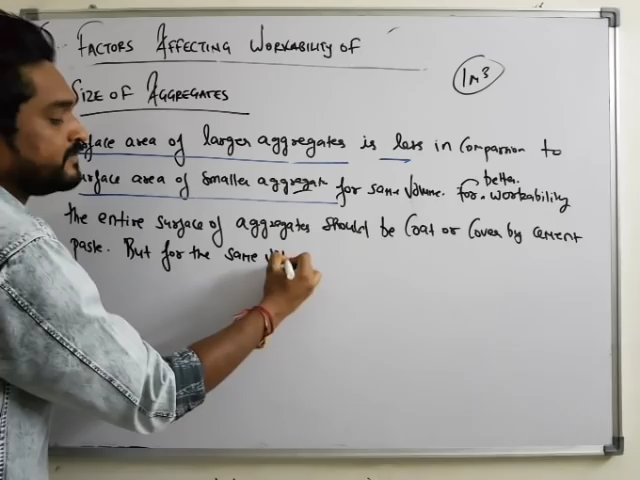 FACTORS AFFECTING WORKABILITY OF
1m³
SIZE OF AGGREGATES
area of larger aggregates is less in comparison to
area of smaller aggregate for same volume. For better workability
the entire surface of aggregates should be Coat or Cover by cement
paste. But for the same